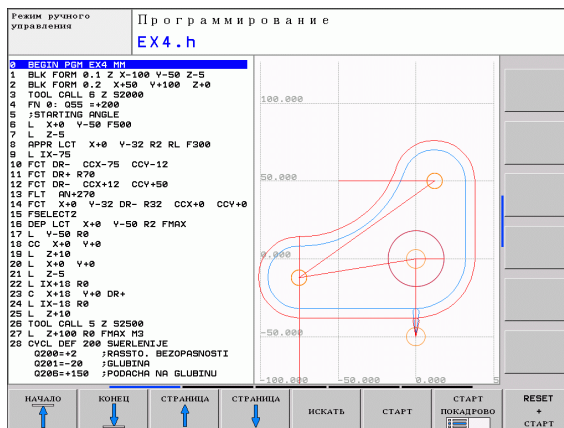 Режим ручного
управления
Программирование
EX4.h
0 BEGIN PGM EX4 MM
1 BLK FORM 0.1 Z X-100 Y-50 Z-5
2 BLK FORM 0.2 X+50 Y+100 Z+0
3 TOOL CALL 6 Z S2000
4 FN 0: Q55 =+200
5 ;STARTING ANGLE
6 L X+0 Y-50 F500
7 L Z-5
8 APPR LCT X+0 Y-32 R2 RL F300
9 L IX-75
10 FCT DR- CCX-75 CCY-12
11 FCT DR+ R70
12 FCT DR- CCX+12 CCY+50
13 FLT AN+270
14 FCT X+0 Y-32 DR- R32 CCX+0 CCY+0
15 FSELECT2
16 DEP LCT X+0 Y-50 R2 FMAX
17 L Y-50 R0
18 CC X+0 Y+0
19 L Z+10
20 L X+0 Y+0
21 L Z-5
22 L IX+18 R0
23 C X+18 Y+0 DR+
24 L IX-18 R0
25 L Z+10
26 TOOL CALL 5 Z S2500
27 L Z+100 R0 FMAX M3
28 CYCL DEF 200 SWERLENIJE
Q200=+2 ;RASSTO. BEZOPASNOSTI
Q201=-20 ;GLUBINA
Q206=+150 ;PODACHA NA GLUBINU
100.000
50.000
0.000
-50.000
-100.000 -50.000 0.000 5
НАЧАЛО
КОНЕЦ
СТРАНИЦА
СТРАНИЦА
ИСКАТЬ
СТАРТ
СТАРТ
ПОКАДРОВО
RESET
+
СТАРТ